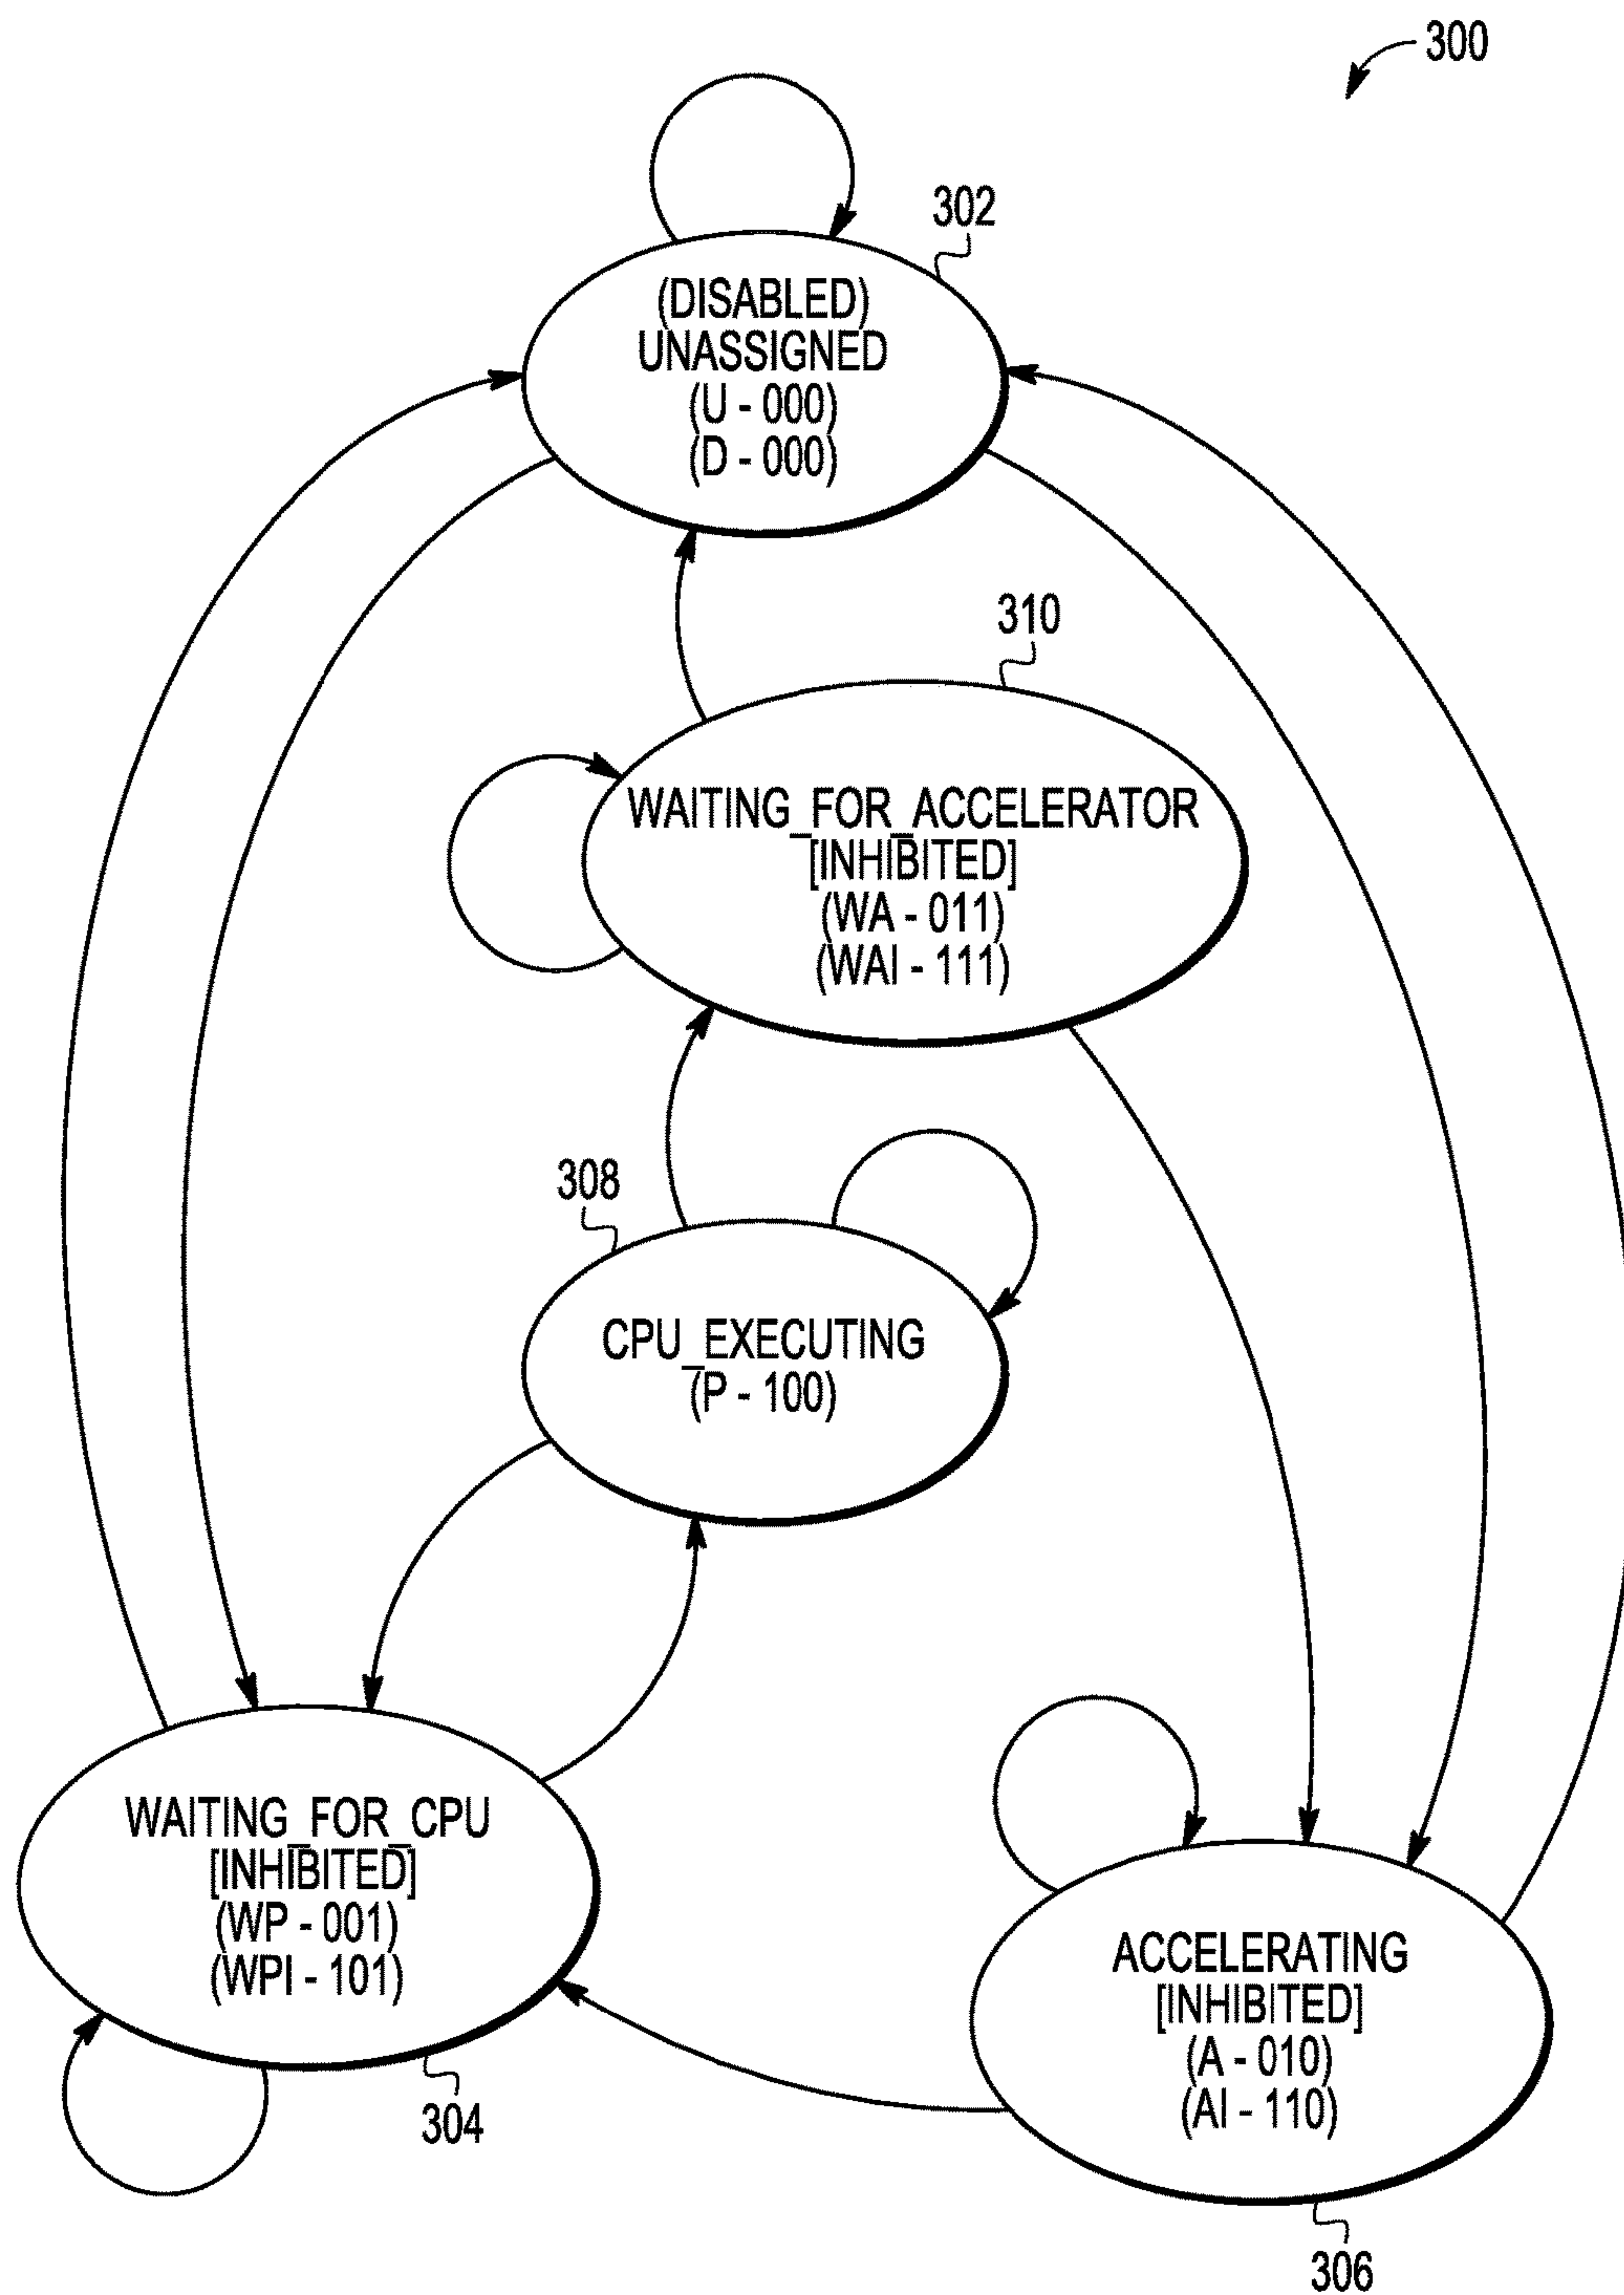 300
302
(DISABLED)
UNASSIGNED
(U - 000)
(D - 000)
310
WAITING_FOR_ACCELERATOR
[INHIBITED]
(WA - 011)
(WAI - 111)
308
CPU_EXECUTING
(P - 100)
WAITING_FOR_CPU
[INHIBITED]
(WP - 001)
(WPI - 101)
304
ACCELERATING
[INHIBITED]
(A - 010)
(AI - 110)
306